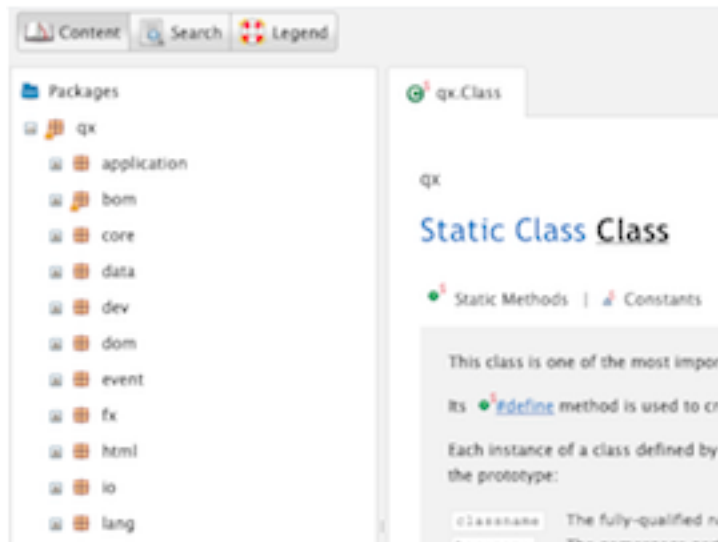 Content Search Legend
Packages
qx
application
bom
core
data
dev
dom
event
fx
html
io
lang
qx.Class
qx
Static Class Class
Static Methods | Constants
This class is one of the most impor
Its #define method is used to cr
Each instance of a class defined by
the prototype:
classname The fully-qualified n